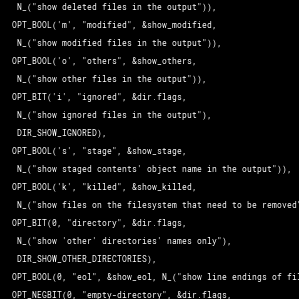 N_("show deleted files in the output")),
OPT_BOOL('m', "modified", &show_modified,
N_("show modified files in the output")),
OPT_BOOL('o', "others", &show_others,
N_("show other files in the output")),
OPT_BIT('i', "ignored", &dir.flags,
N_("show ignored files in the output"),
DIR_SHOW_IGNORED),
OPT_BOOL('s', "stage", &show_stage,
N_("show staged contents' object name in the output")),
OPT_BOOL('k', "killed", &show_killed,
N_("show files on the filesystem that need to be removed"
OPT_BIT(0, "directory", &dir.flags,
N_("show 'other' directories' names only"),
DIR_SHOW_OTHER_DIRECTORIES),
OPT_BOOL(0, "eol", &show_eol, N_("show line endings of fil
OPT_NEGBIT(0, "empty-directory", &dir.flags,